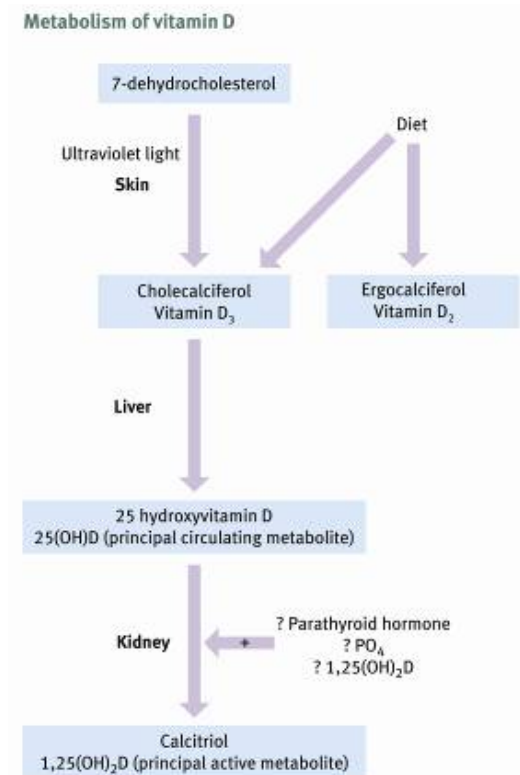 Metabolism of vitamin D
7-dehydrocholesterol
Diet
Ultraviolet light
Skin
Cholecalciferol
Vitamin D₃
Ergocalciferol
Vitamin D₂
Liver
25 hydroxyvitamin D
25(OH)D (principal circulating metabolite)
Kidney
+
? Parathyroid hormone
? PO₄
? 1,25(OH)₂D
Calcitriol
1,25(OH)₂D (principal active metabolite)